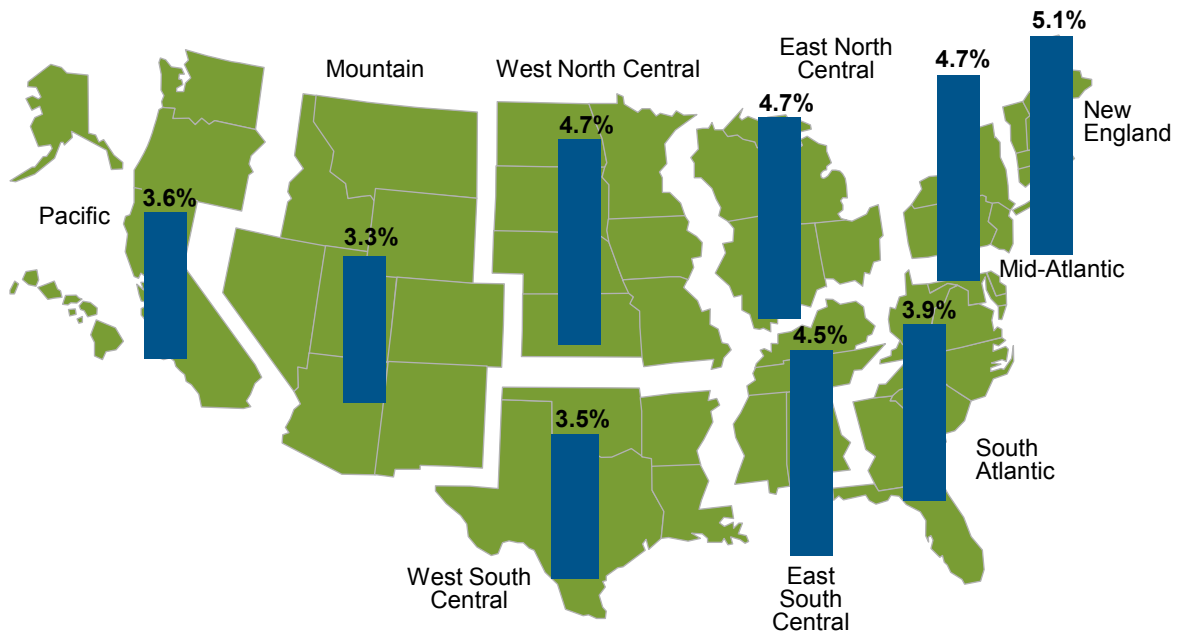 5.1%
East North
Central
4.7%
Mountain
West North Central
4.7%
New
England
4.7%
3.6%
Pacific
3.3%
Mid-Atlantic
3.9%
4.5%
3.5%
South
Atlantic
West South
Central
East
South
Central